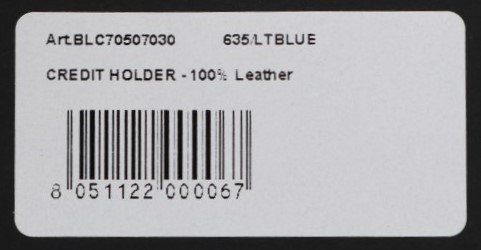 Art.BLC70507030 635/LTBLUE
CREDIT HOLDER - 100% Leather
8 051122 000067